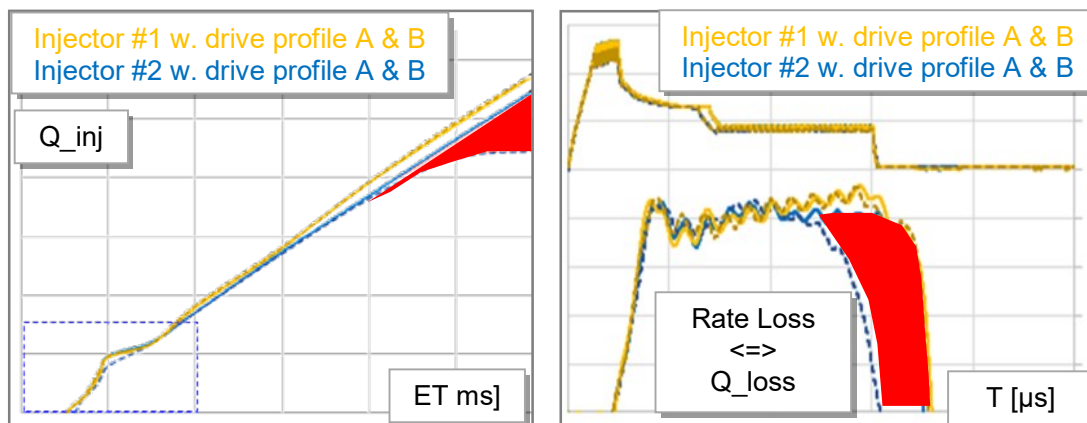 Injector #1 w. drive profile A & B
Injector #2 w. drive profile A & B
Q_inj
ET ms]
Injector #1 w. drive profile A & B
Injector #2 w. drive profile A & B
Rate Loss
<=>
Q_loss
T [µs]